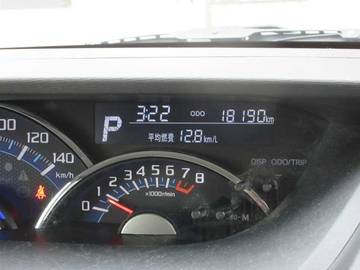 3:22 ODO 18190km
P 平均燃費 12.8km/L
120 140
km/h
DISP ODO/TRIP
0 1 2 3 4 5 6 7 8
×1000r/min